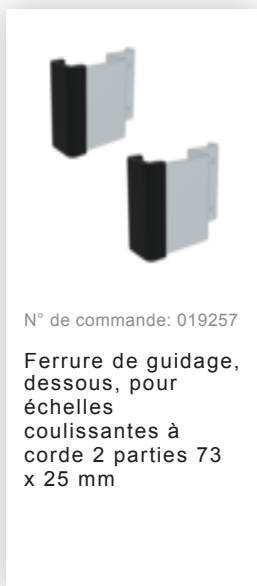 N° de commande: 019257
Ferrure de guidage,
dessous, pour
échelles
coulissantes à
corde 2 parties 73
x 25 mm